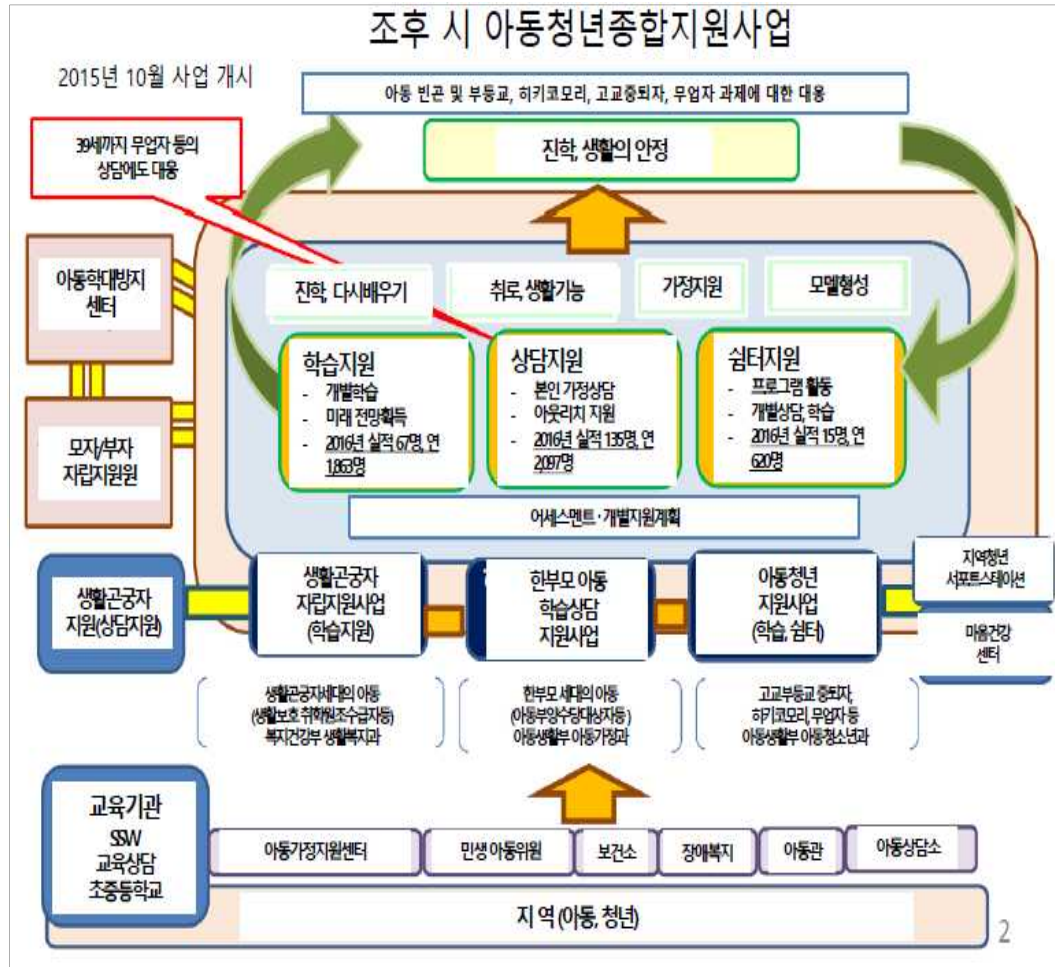 조후 시 아동청년종합지원사업
2015년 10월 사업 개시
아동 빈곤 및 부등교, 히키코모리, 고교중퇴자, 무업자 과제에 대한 대응
39세까지 무업자 등의
상담에도 대응
진학, 생활의 안정
아동학대방지
센터
모자/부자
자립지원원
진학, 다시배우기
취로, 생활기능
가정지원
모델형성
학습지원
- 개별학습
- 미래 전망획득
- 2016년 실적 67명, 연
1,863명
상담지원
- 본인 가정상담
- 아웃리치 지원
- 2016년 실적 135명, 연
2,097명
쉼터지원
- 프로그램 활동
- 개별상담, 학습
- 2016년 실적 15명, 연
620명
어세스멘트·개별지원계획
생활곤궁자
지원(상담지원)
생활곤궁자
자립지원사업
(학습지원)
한부모 아동
학습상담
지원사업
아동청년
지원사업
(학습, 쉼터)
지역청년
서포트스테이션
마음건강
센터
생활곤궁자세대의 아동
(생활보호 취학원조수급자등)
복지건강부 생활복지과
한부모 세대의 아동
(아동부양수당대상자등)
아동생활부 아동가정과
고교부등교 중퇴자,
히키코모리, 무업자 등
아동생활부 아동청소년과
교육기관
SSW
교육상담
초중등학교
아동가정지원센터
민생 아동위원
보건소
장애복지
아동관
아동상담소
지역 (아동, 청년)
2